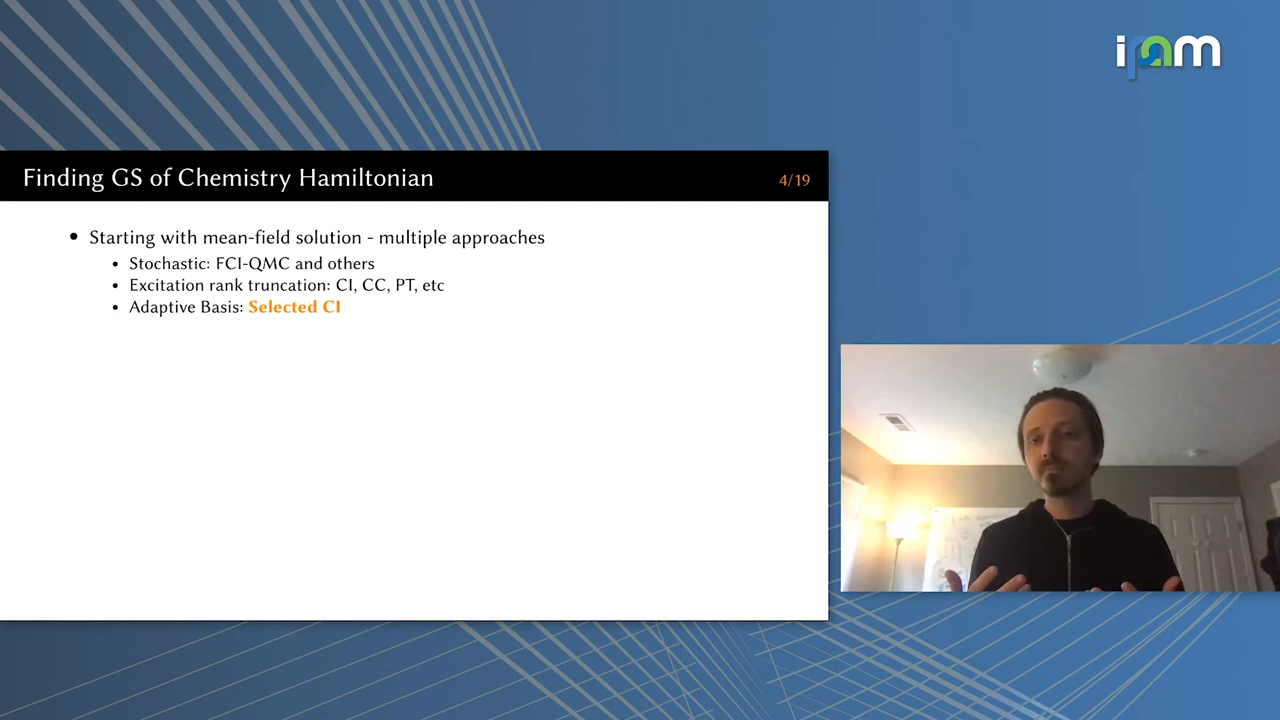 ipam
Finding GS of Chemistry Hamiltonian
4/19
• Starting with mean-field solution - multiple approaches
• Stochastic: FCI-QMC and others
• Excitation rank truncation: CI, CC, PT, etc
• Adaptive Basis: Selected CI